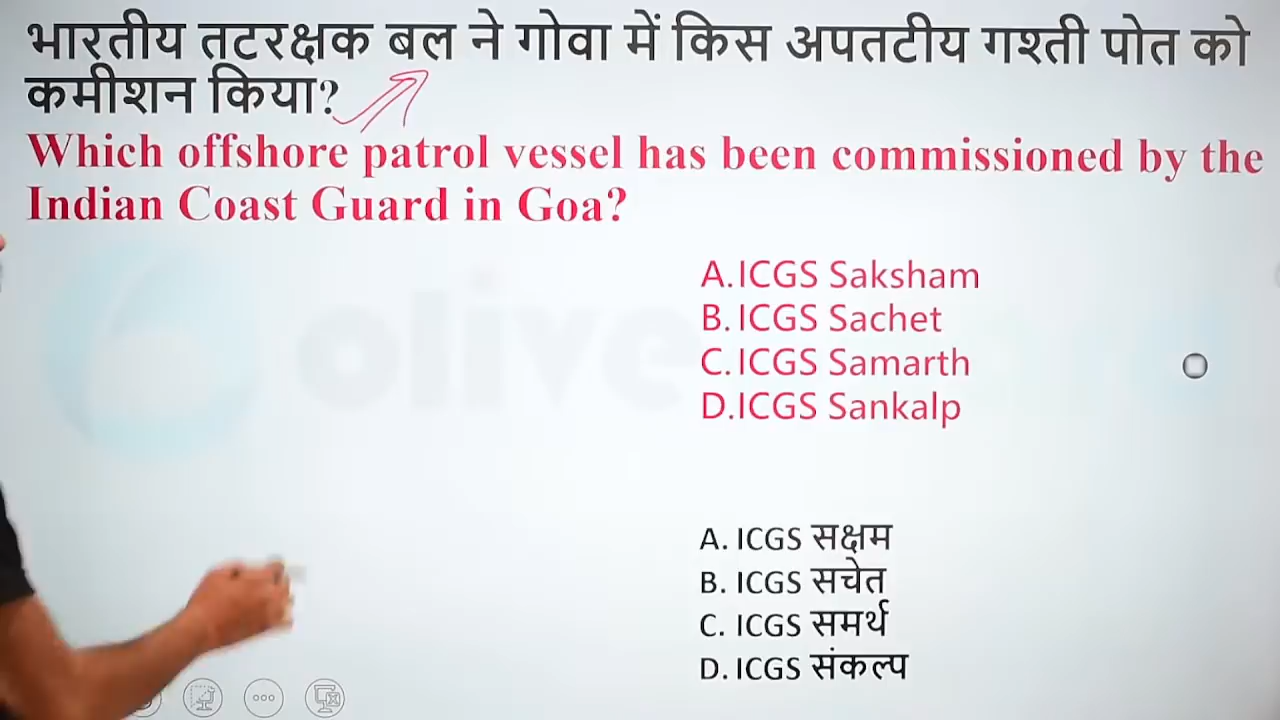 भारतीय तटरक्षक बल ने गोवा में किस अपतटीय गश्ती पोत को
कमीशन किया?
Which offshore patrol vessel has been commissioned by the
Indian Coast Guard in Goa?
olive
A.ICGS Saksham
B. ICGS Sachet
C.ICGS Samarth
D.ICGS Sankalp
A. ICGS सक्षम
B. ICGS सचेत
C. ICGS समर्थ
D. ICGS संकल्प